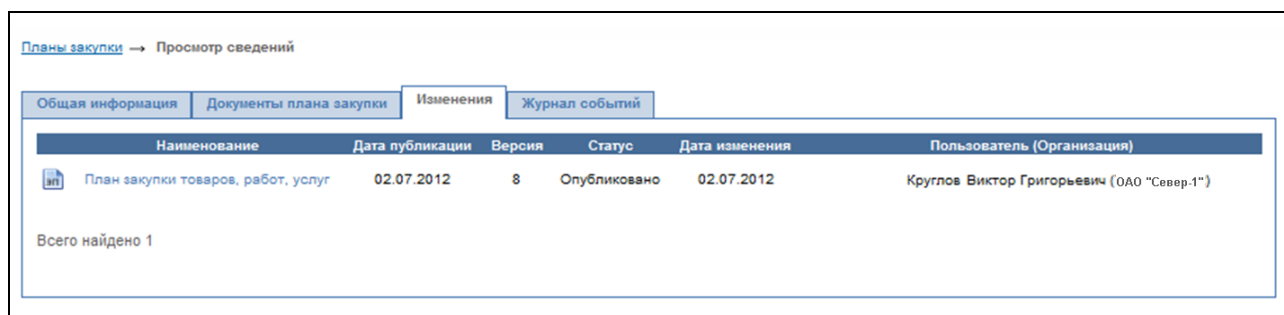 Планы закупки → Просмотр сведений
Общая информация Документы плана закупки Изменения Журнал событий
Наименование Дата публикации Версия Статус Дата изменения Пользователь (Организация)
эп План закупки товаров, работ, услуг 02.07.2012 8 Опубликовано 02.07.2012 Круглов Виктор Григорьевич (ОАО "Север-1")
Всего найдено 1